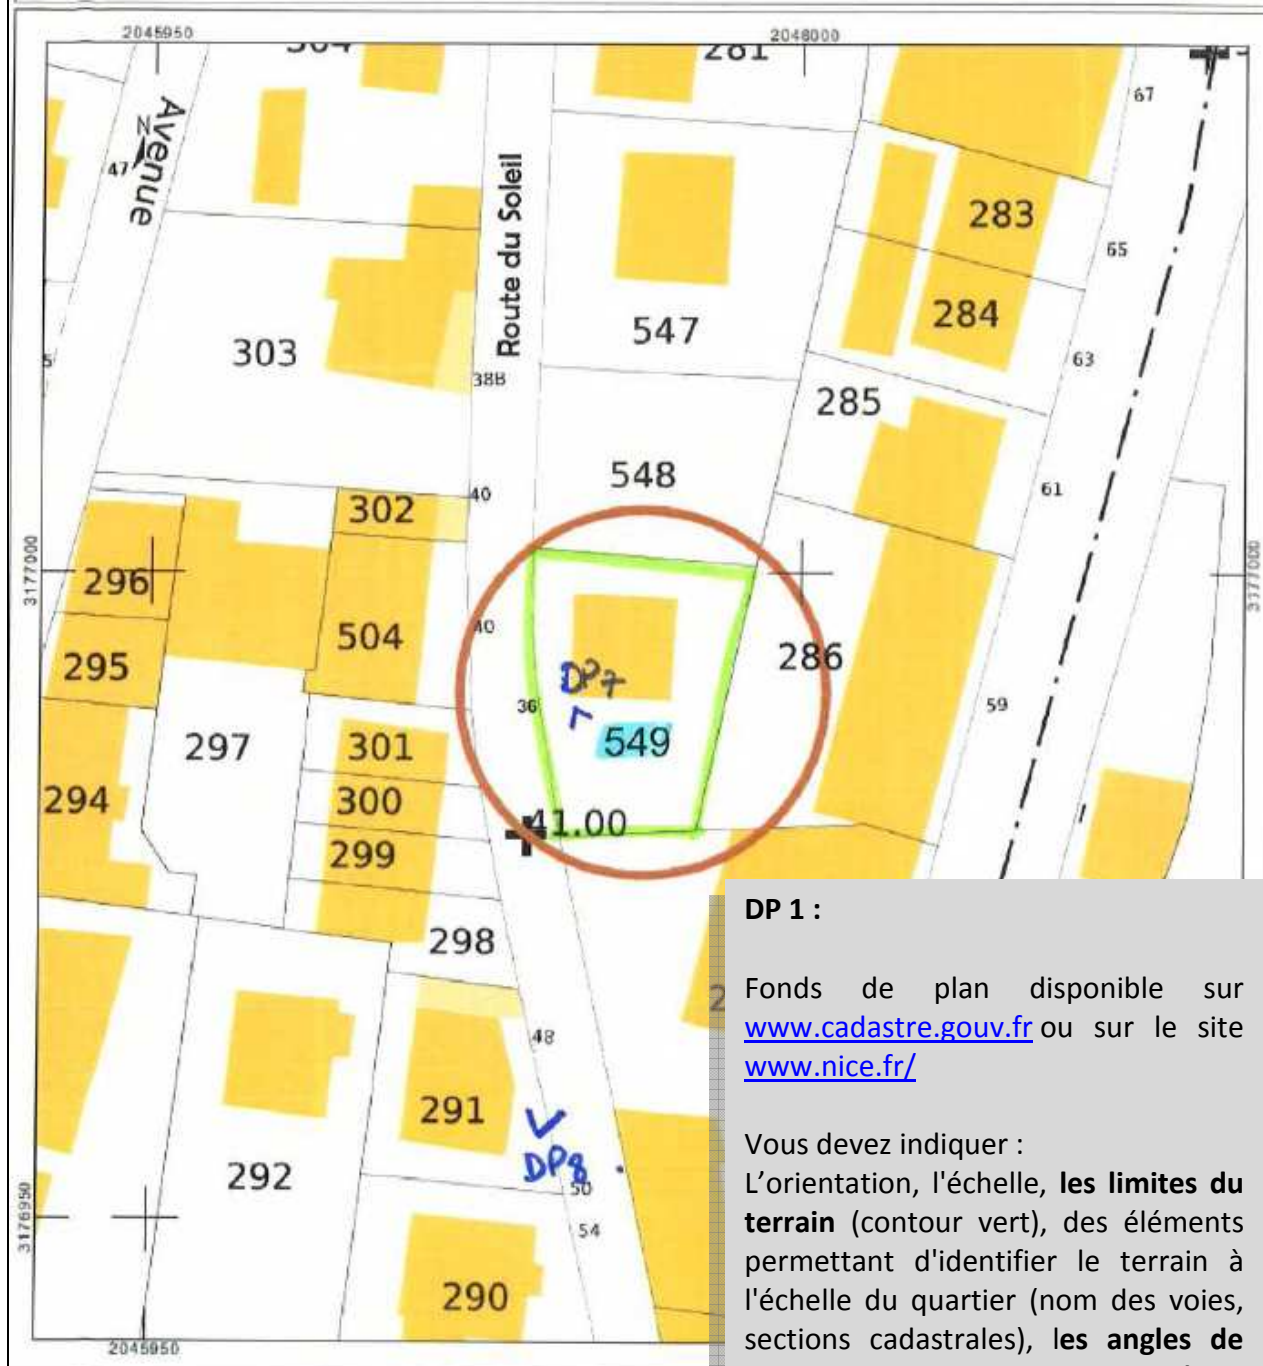 2045950
2046000
304
281
67
Avenue
N
47
Route du Soleil
283
65
547
284
303
63
38B
285
548
40
302
61
3177000
3177000
296
504
40
286
295
DP7
36
59
297
301
549
294
300
41.00
299
298
48
291
DP8
292
50
54
3176950
290
2045950
DP 1 :
Fonds de plan disponible sur
www.cadastre.gouv.fr ou sur le site
www.nice.fr/
Vous devez indiquer :
L’orientation, l'échelle, les limites du
terrain (contour vert), des éléments
permettant d'identifier le terrain à
l'échelle du quartier (nom des voies,
sections cadastrales), les angles de